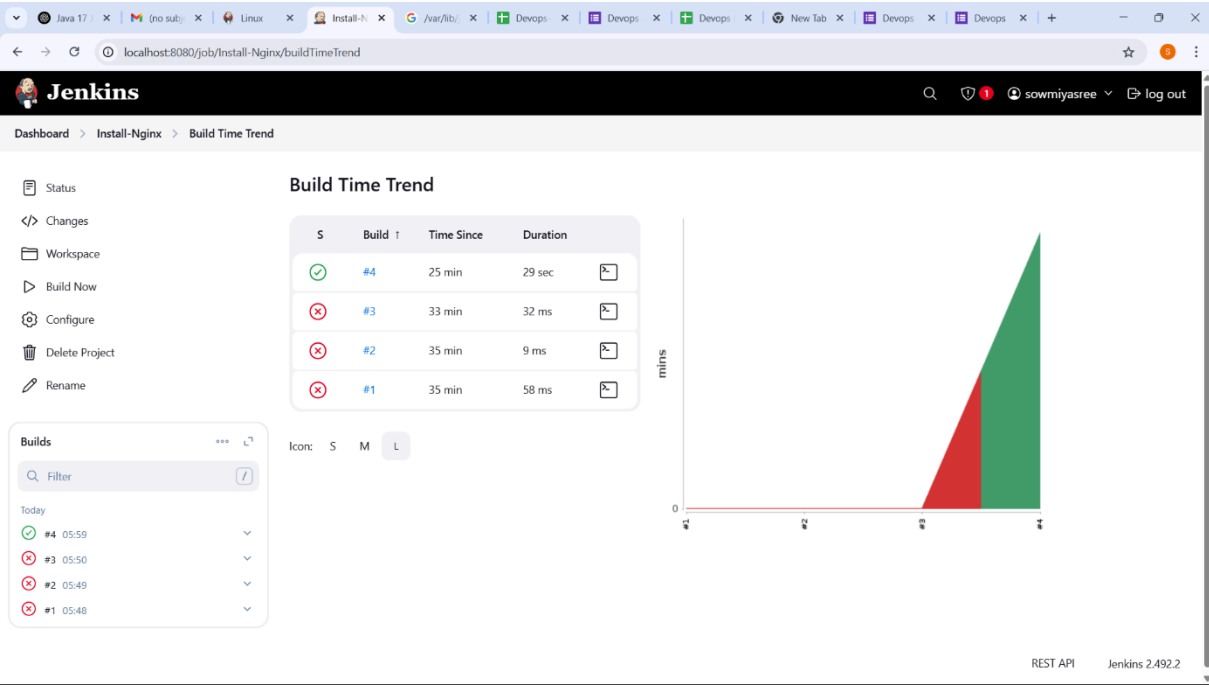 Java 17
(no subj
Linux
Install-N
/var/lib/j
Devops
Devops
Devops
New Tab
Devops
Devops
localhost:8080/job/Install-Nginx/buildTimeTrend
S
Jenkins
1
sowmiyasree
log out
Dashboard > Install-Nginx > Build Time Trend
Status
Changes
Workspace
Build Now
Configure
Delete Project
Rename
Builds
Filter /
Today
#4 05:59
#3 05:50
#2 05:49
#1 05:48
Build Time Trend
S Build ↑ Time Since Duration
#4 25 min 29 sec
#3 33 min 32 ms
#2 35 min 9 ms
#1 35 min 58 ms
Icon: S M L
mins
0
#1 #2 #3 #4
REST API Jenkins 2.492.2